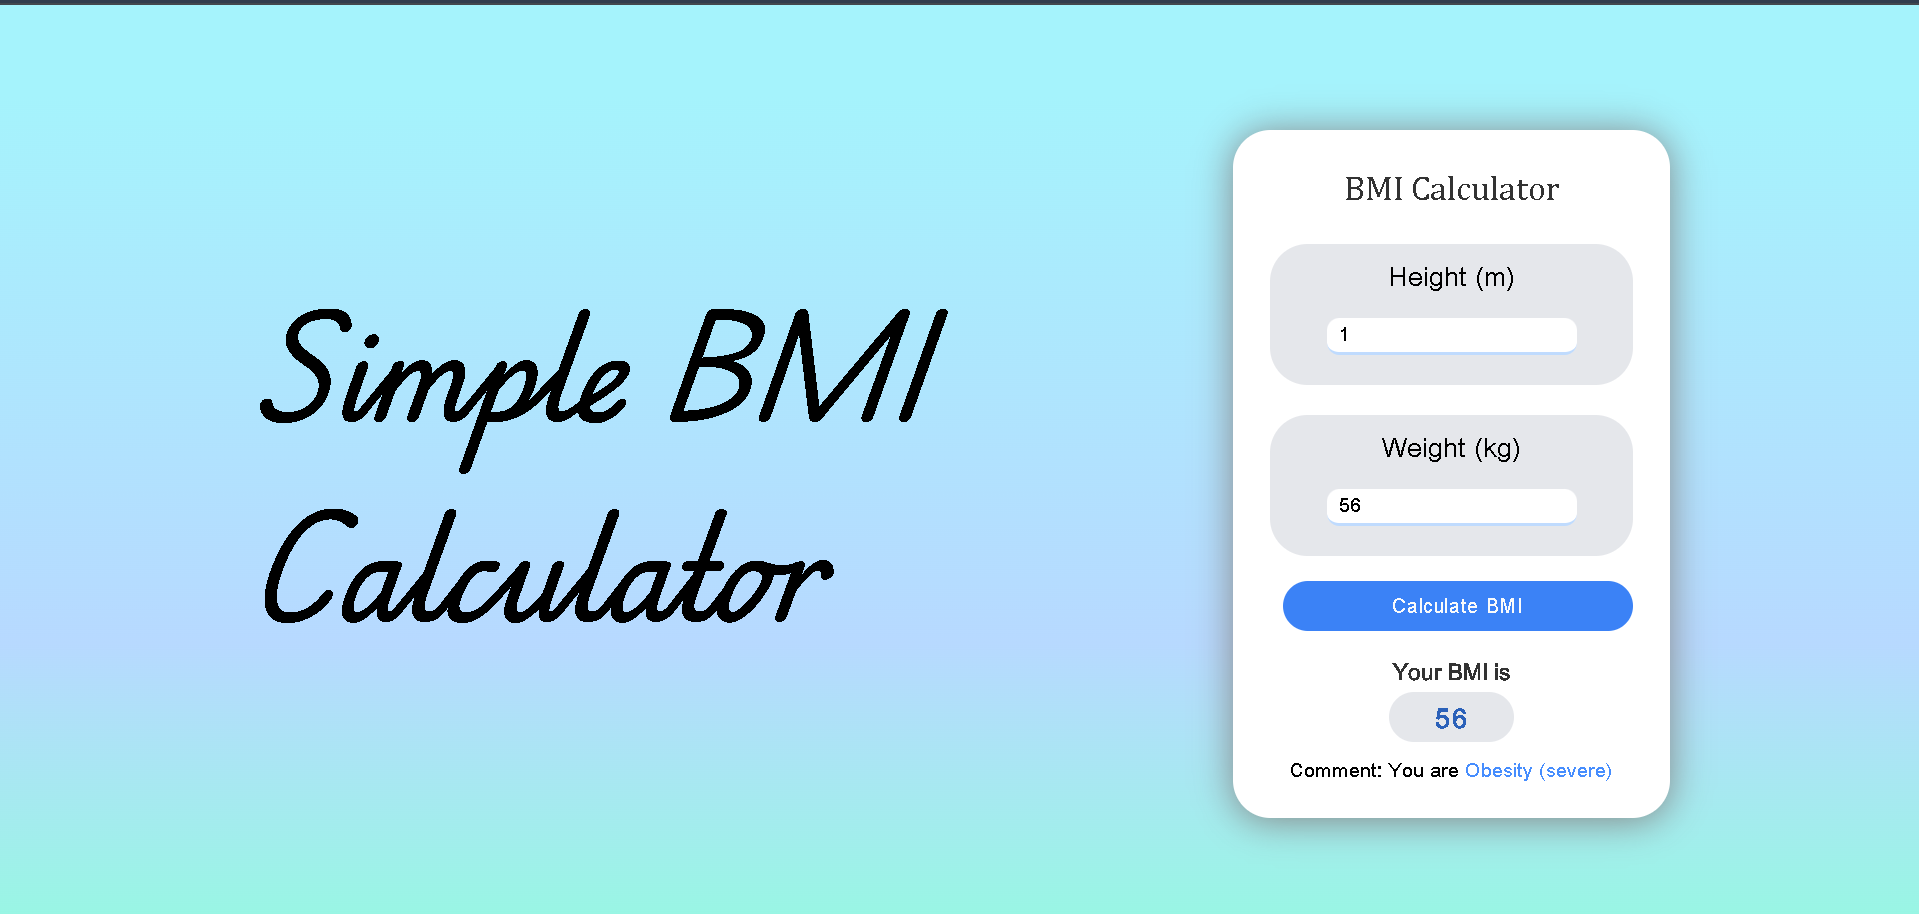 Simple BMI
Calculator
BMI Calculator
Height (m)
1
Weight (kg)
56
Calculate BMI
Your BMI is
56
Comment: You are Obesity (severe)